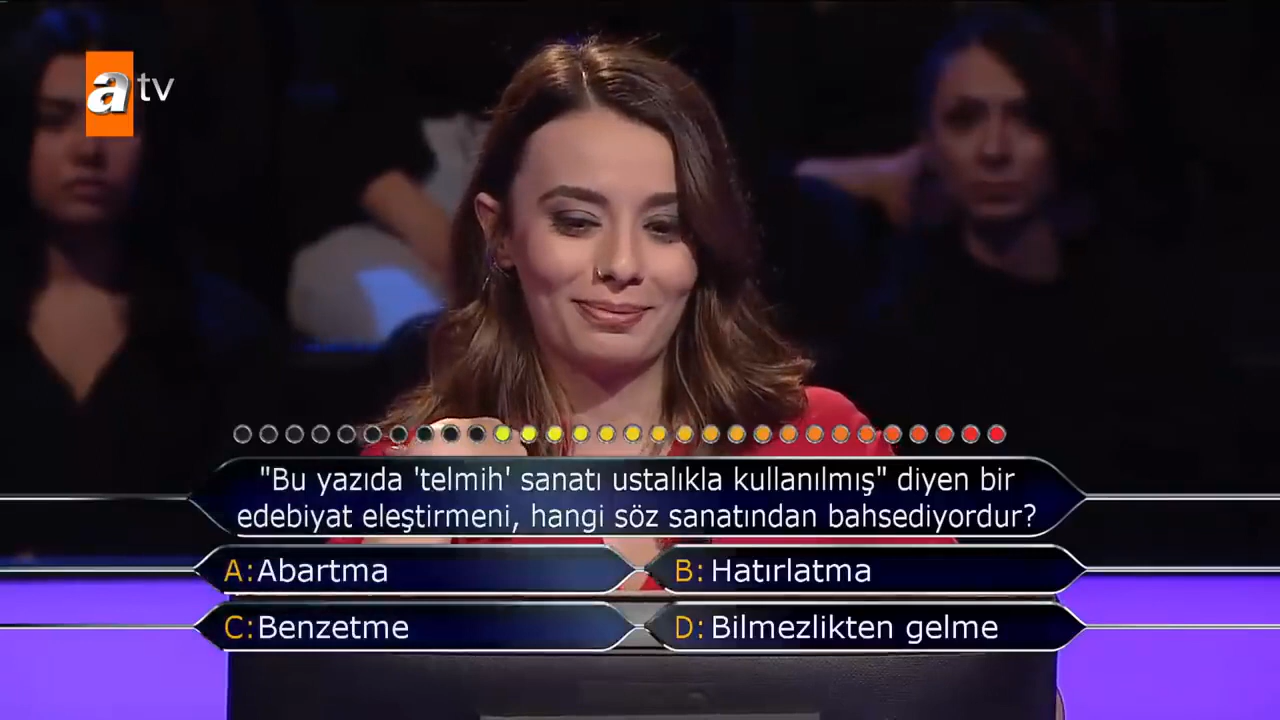 a tv
"Bu yazıda 'telmih' sanatı ustalıkla kullanılmış" diyen bir
edebiyat eleştirmeni, hangi söz sanatından bahsediyordur?
A: Abartma
B: Hatırlatma
C: Benzetme
D: Bilmezlikten gelme